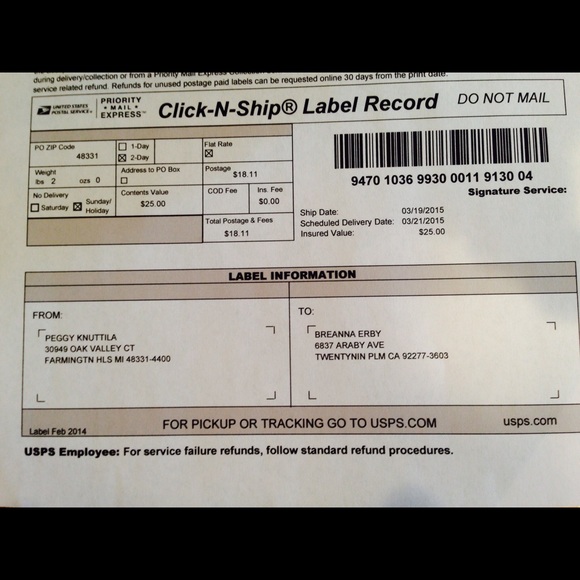 during delivery/collection or from a Priority Mail Express Collection
service related refund. Refunds for unused postage paid labels can be requested online 30 days from the print date.
UNITED STATES POSTAL SERVICE®
PRIORITY
* MAIL *
EXPRESS™
Click-N-Ship® Label Record
DO NOT MAIL
PO ZIP Code
48331
1-Day
2-Day
Flat Rate
Weight
lbs 2 ozs 0
Address to PO Box
Postage
$18.11
No Delivery
Saturday
Sunday/
Holiday
Contents Value
$25.00
COD Fee
Ins. Fee
$0.00
Total Postage & Fees
$18.11
9470 1036 9930 0011 9130 04
Signature Service:
Ship Date: 03/19/2015
Scheduled Delivery Date: 03/21/2015
Insured Value: $25.00
LABEL INFORMATION
FROM:
PEGGY KNUTTILA
30949 OAK VALLEY CT
FARMINGTN HLS MI 48331-4400
TO:
BREANNA ERBY
6837 ARABY AVE
TWENTYNIN PLM CA 92277-3603
Label Feb 2014
FOR PICKUP OR TRACKING GO TO USPS.COM
usps.com
USPS Employee: For service failure refunds, follow standard refund procedures.